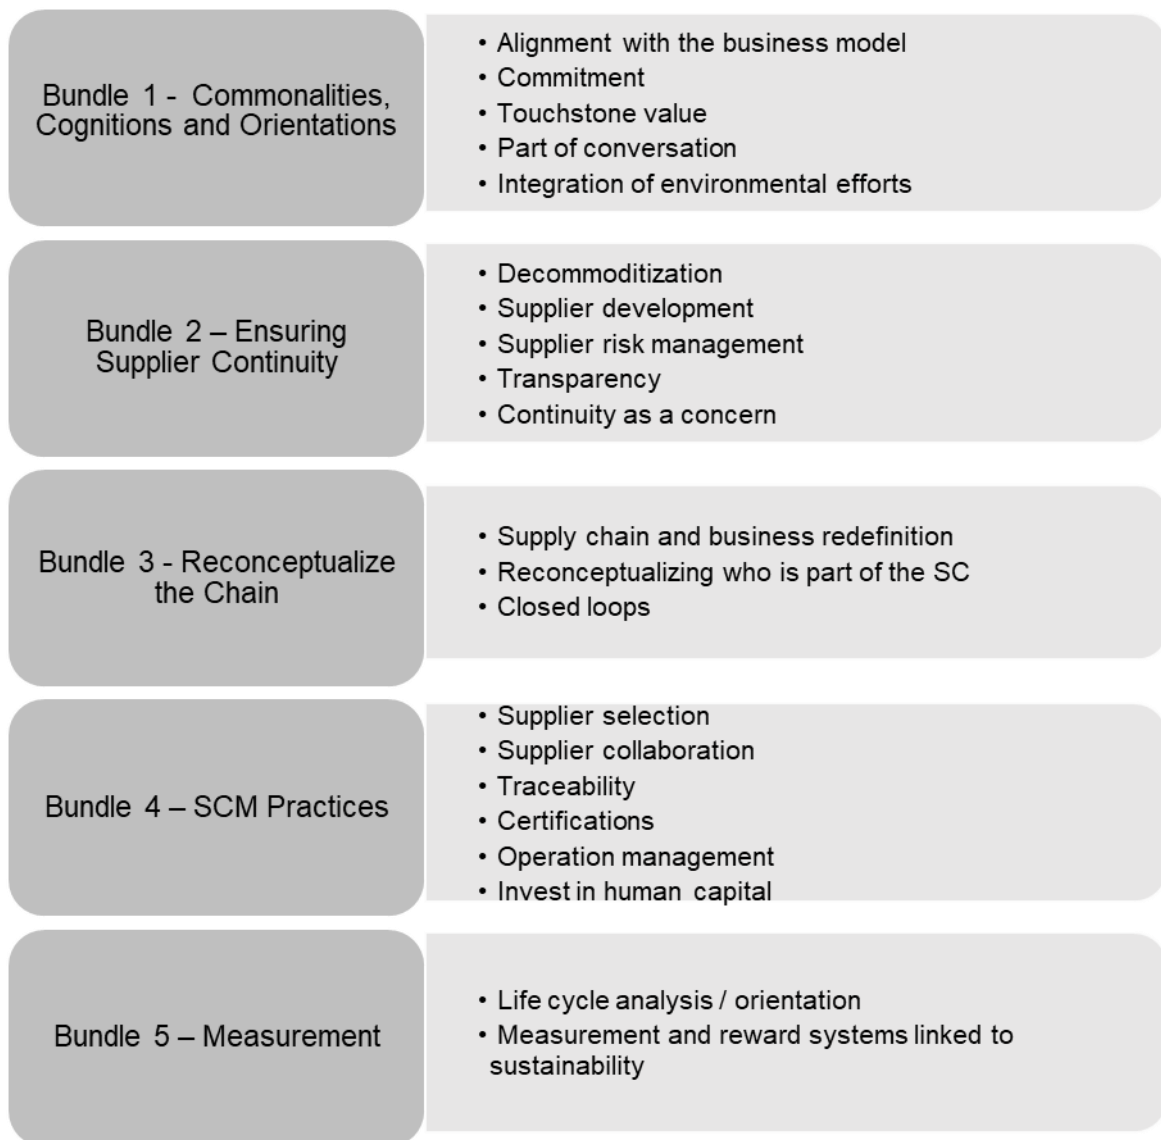 Bundle 1 - Commonalities,
Cognitions and Orientations
• Alignment with the business model
• Commitment
• Touchstone value
• Part of conversation
• Integration of environmental efforts
Bundle 2 – Ensuring
Supplier Continuity
• Decommoditization
• Supplier development
• Supplier risk management
• Transparency
• Continuity as a concern
Bundle 3 - Reconceptualize
the Chain
• Supply chain and business redefinition
• Reconceptualizing who is part of the SC
• Closed loops
Bundle 4 – SCM Practices
• Supplier selection
• Supplier collaboration
• Traceability
• Certifications
• Operation management
• Invest in human capital
Bundle 5 – Measurement
• Life cycle analysis / orientation
• Measurement and reward systems linked to
sustainability